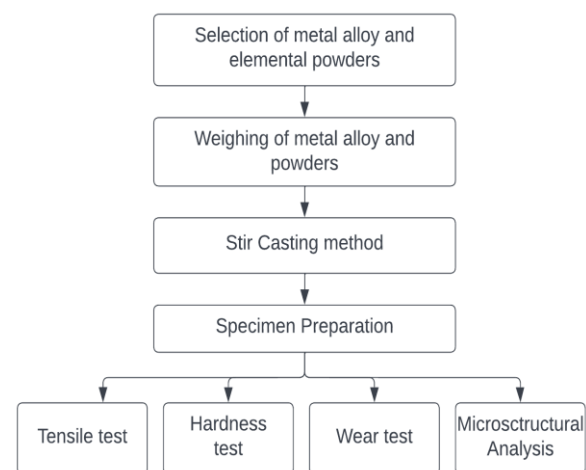 Selection of metal alloy and
elemental powders
Weighing of metal alloy and
powders
Stir Casting method
Specimen Preparation
Tensile test
Hardness
test
Wear test
Microsctructural
Analysis